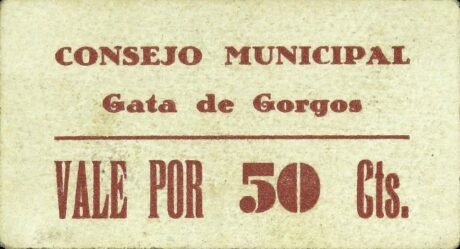 CONSEJO MUNICIPAL
Gata de Gorgos
VALE POR 50 Cts.